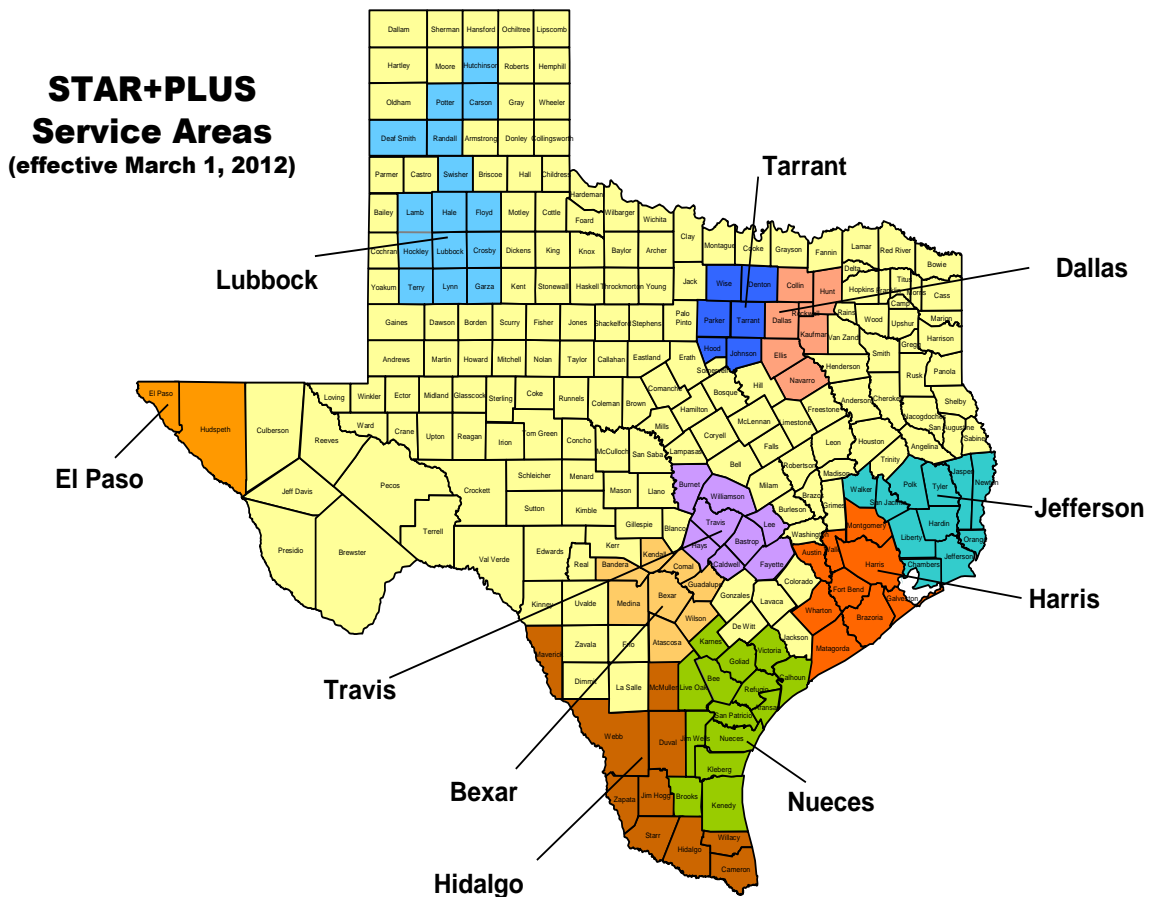 STAR+PLUS
Service Areas
(effective March 1, 2012)
Dallam Sherman Hansford Ochiltree Lipscomb
Hartley Moore Hutchinson Roberts Hemphill
Oldham Potter Carson Gray Wheeler
Deaf Smith Randall Armstrong Donley Collingsworth
Parmer Castro Swisher Briscoe Hall Childress
Hardeman
Bailey Lamb Hale Floyd Motley Cottle Foard Wilbarger Wichita
Clay Montague Cooke Grayson Fannin Lamar Red River Bowie
Cochran Hockley Lubbock Crosby Dickens King Knox Baylor Archer
Delta Titus Morris Cass
Jack Wise Denton Collin Hunt Hopkins Franklin
Yoakum Terry Lynn Garza Kent Stonewall Haskell Throckmorton Young
Camp Marion
Rockwall Rains Wood Upshur
Gaines Dawson Borden Scurry Fisher Jones Shackelford Stephens Palo
Pinto
Parker Tarrant Dallas Kaufman Van Zand Gregg Harrison
Andrews Martin Howard Mitchell Nolan Taylor Callahan Eastland Erath
Hood Johnson Ellis Smith Rusk Panola
Somervell Hill Navarro Henderson
El Paso Hudspeth Culberson Reeves Loving Winkler Ector Midland Glasscock Sterling Coke Runnels Coleman Brown Comanche Bosque
Anderson Cherokee Shelby
Ward Crane Upton Reagan Irion Tom Green Concho McCulloch San Saba Mills Hamilton McLennan Limestone Freestone
Nacogdoches San Augustine Sabine
Coryell Falls Leon Houston Angelina
Lampasas Bell Robertson Madison Trinity
Jeff Davis Pecos Crockett Schleicher Menard Mason Llano Burnet Williamson Milam Brazos Walker San Jacinto Polk Tyler Jasper Newton
Sutton Kimble Burleson Grimes
Presidio Brewster Terrell Val Verde Edwards Gillespie Blanco Travis Lee Washington Montgomery Liberty Hardin Orange
Kerr Hays Bastrop Austin Waller Harris Chambers Jefferson
Real Bandera Kendall Comal Caldwell Fayette Colorado Fort Bend Galveston
Kinney Uvalde Medina Bexar Guadalupe Gonzales Lavaca Wharton Brazoria
Wilson De Witt Jackson Matagorda
Maverick Zavala Frio Atascosa Karnes Victoria
Goliad Calhoun
Dimmit La Salle McMullen Live Oak Bee Refugio
Aransas
San Patricio
Webb Duval Jim Wells Nueces
Kleberg
Zapata Jim Hogg Brooks Kenedy
Starr Hidalgo Willacy
Cameron
Tarrant
Dallas
Lubbock
El Paso
Jefferson
Harris
Travis
Bexar
Nueces
Hidalgo